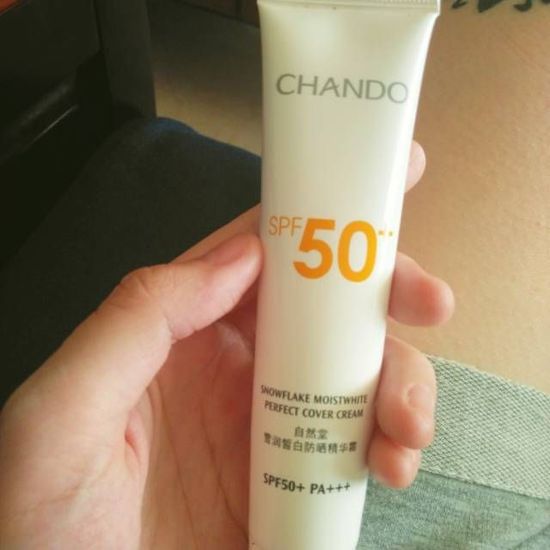 CHANDO
SPF50
SNOWFLAKE MOISTWHITE
PERFECT COVER CREAM
自然堂
雪润皙白防晒精华霜
SPF50+ PA+++